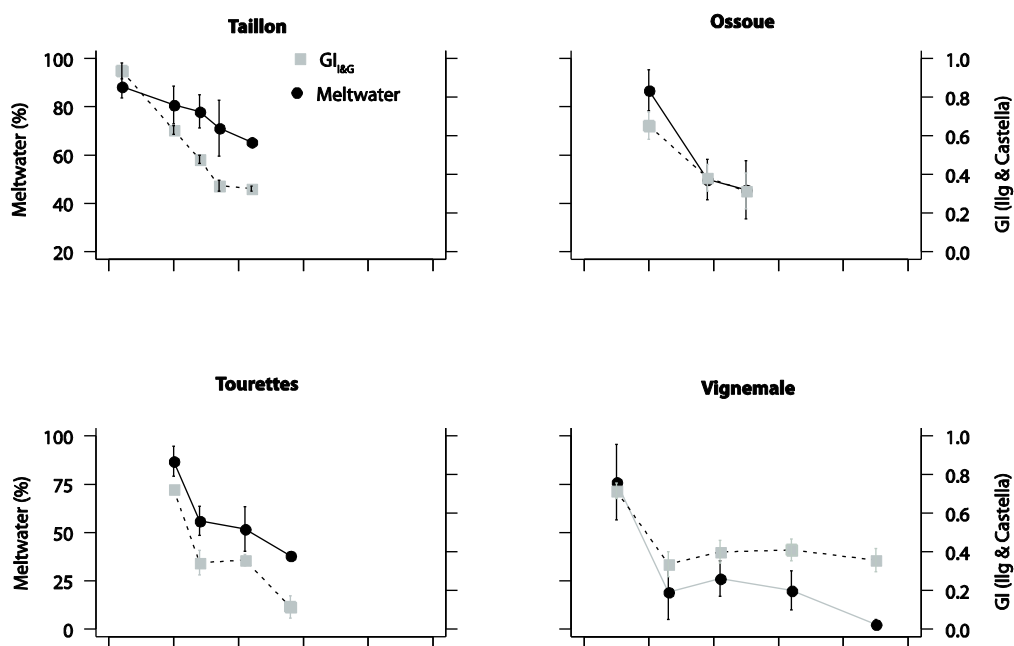 Taillon
Ossoue
GI I&G
Meltwater
Meltwater (%)
100
80
60
40
20
1.0
0.8
0.6
0.4
0.2
0.0
GI (Ilg & Castella)
Tourettes
Vignemale
Meltwater (%)
100
75
50
25
0
1.0
0.8
0.6
0.4
0.2
0.0
GI (Ilg & Castella)